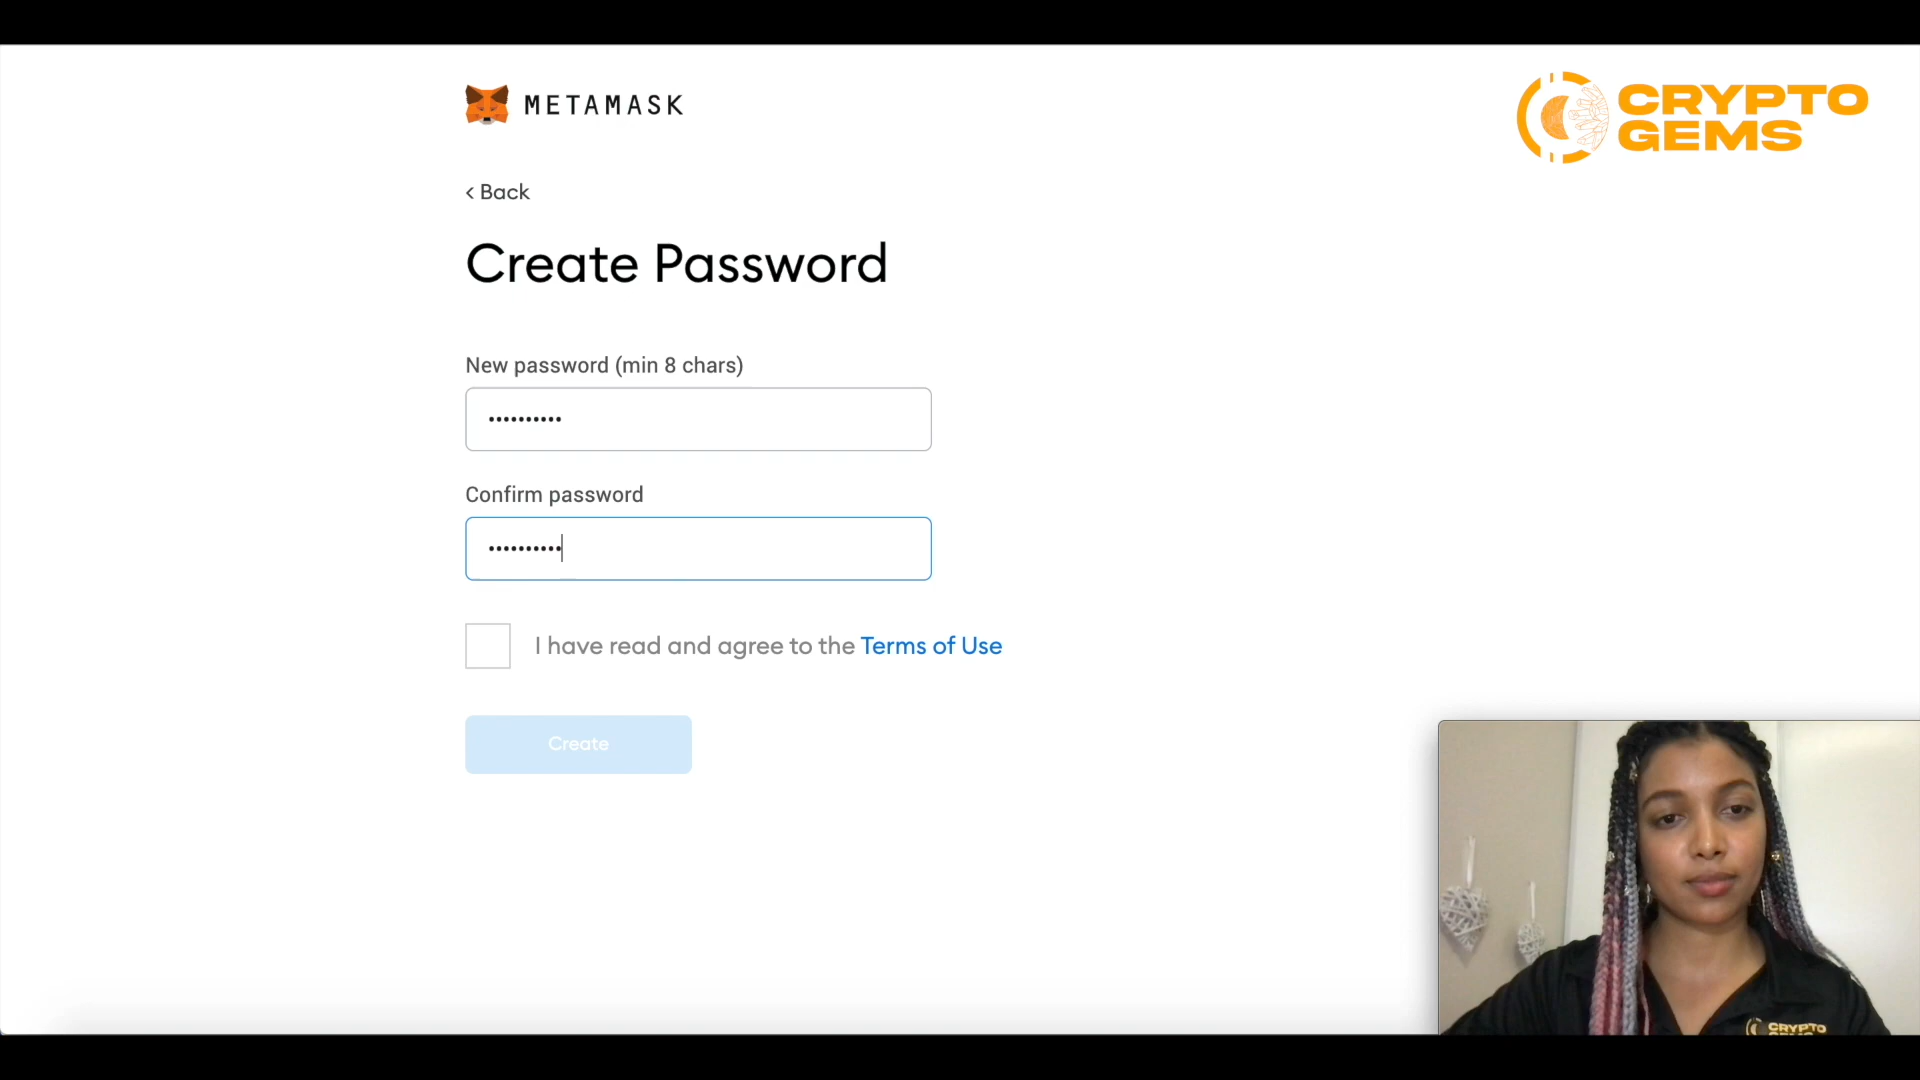 METAMASK
CRYPTO
GEMS
< Back
Create Password
New password (min 8 chars)
••••••••••
Confirm password
••••••••••
I have read and agree to the Terms of Use
Create
CRYPTO